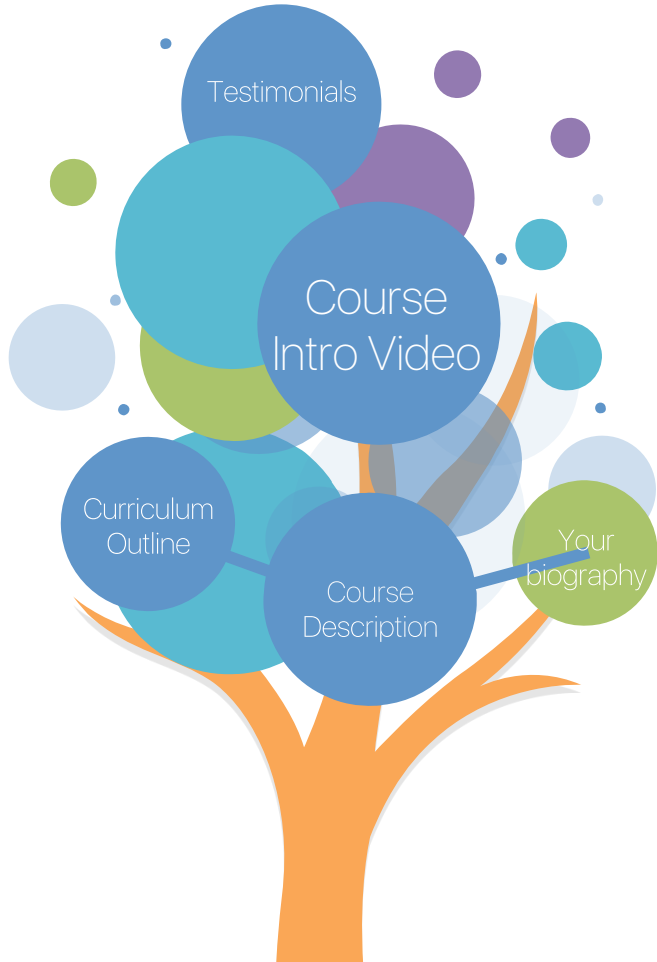 Testimonials
Course
Intro Video
Curriculum
Outline
Course
Description
Your
biography